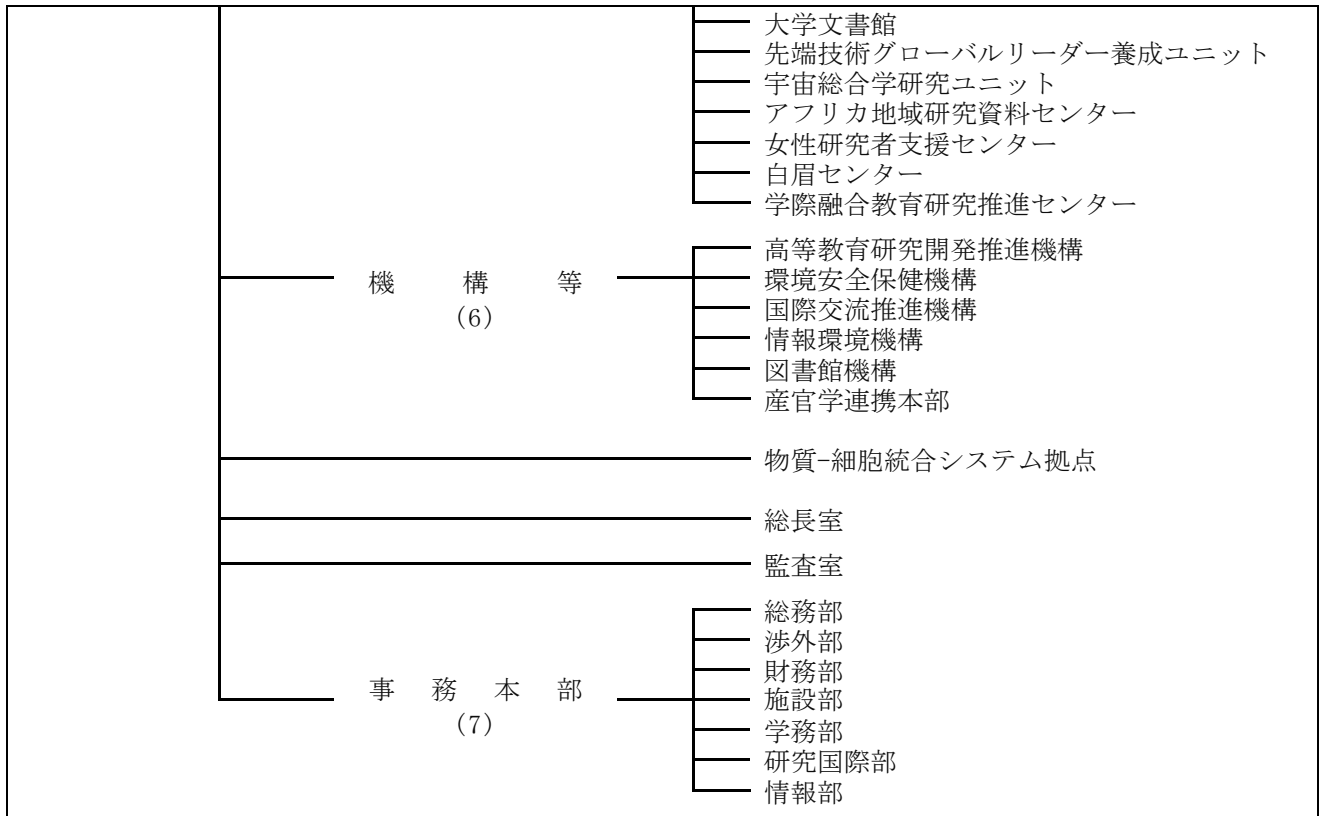 大学文書館
先端技術グローバルリーダー養成ユニット
宇宙総合学研究ユニット
アフリカ地域研究資料センター
女性研究者支援センター
白眉センター
学際融合教育研究推進センター
機構等
(6)
高等教育研究開発推進機構
環境安全保健機構
国際交流推進機構
情報環境機構
図書館機構
産官学連携本部
物質-細胞統合システム拠点
総長室
監査室
事務本部
(7)
総務部
渉外部
財務部
施設部
学務部
研究国際部
情報部